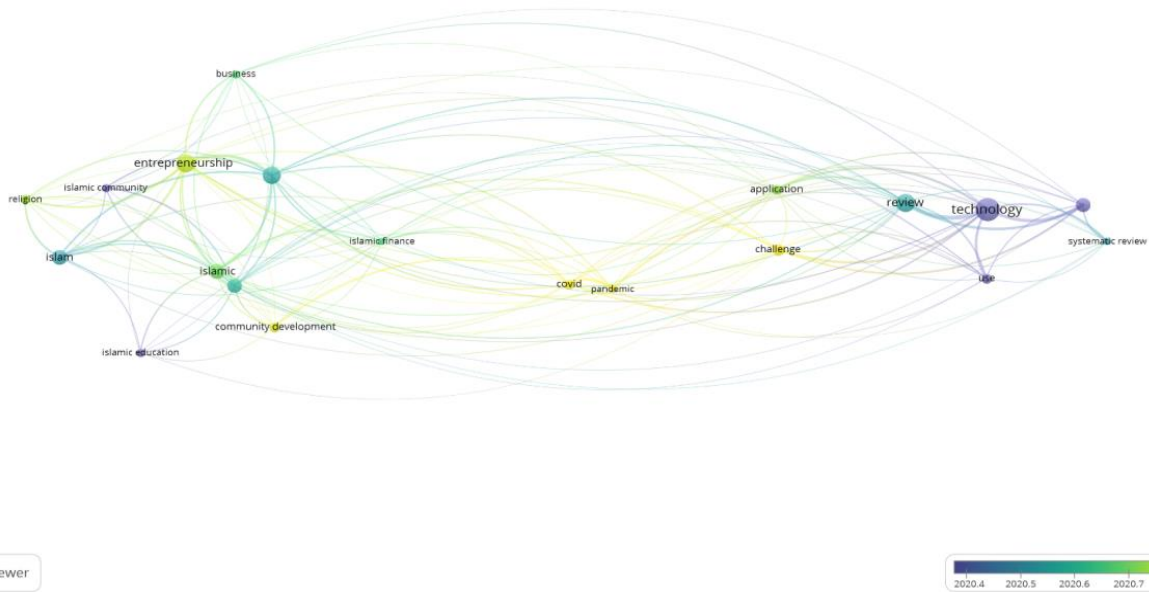 business
entrepreneurship
islamic community
religion
islam
islamic finance
islamic
community development
islamic education
covid
pandemic
application
challenge
review
technology
systematic review
use
ewer
2020.4 2020.5 2020.6 2020.7